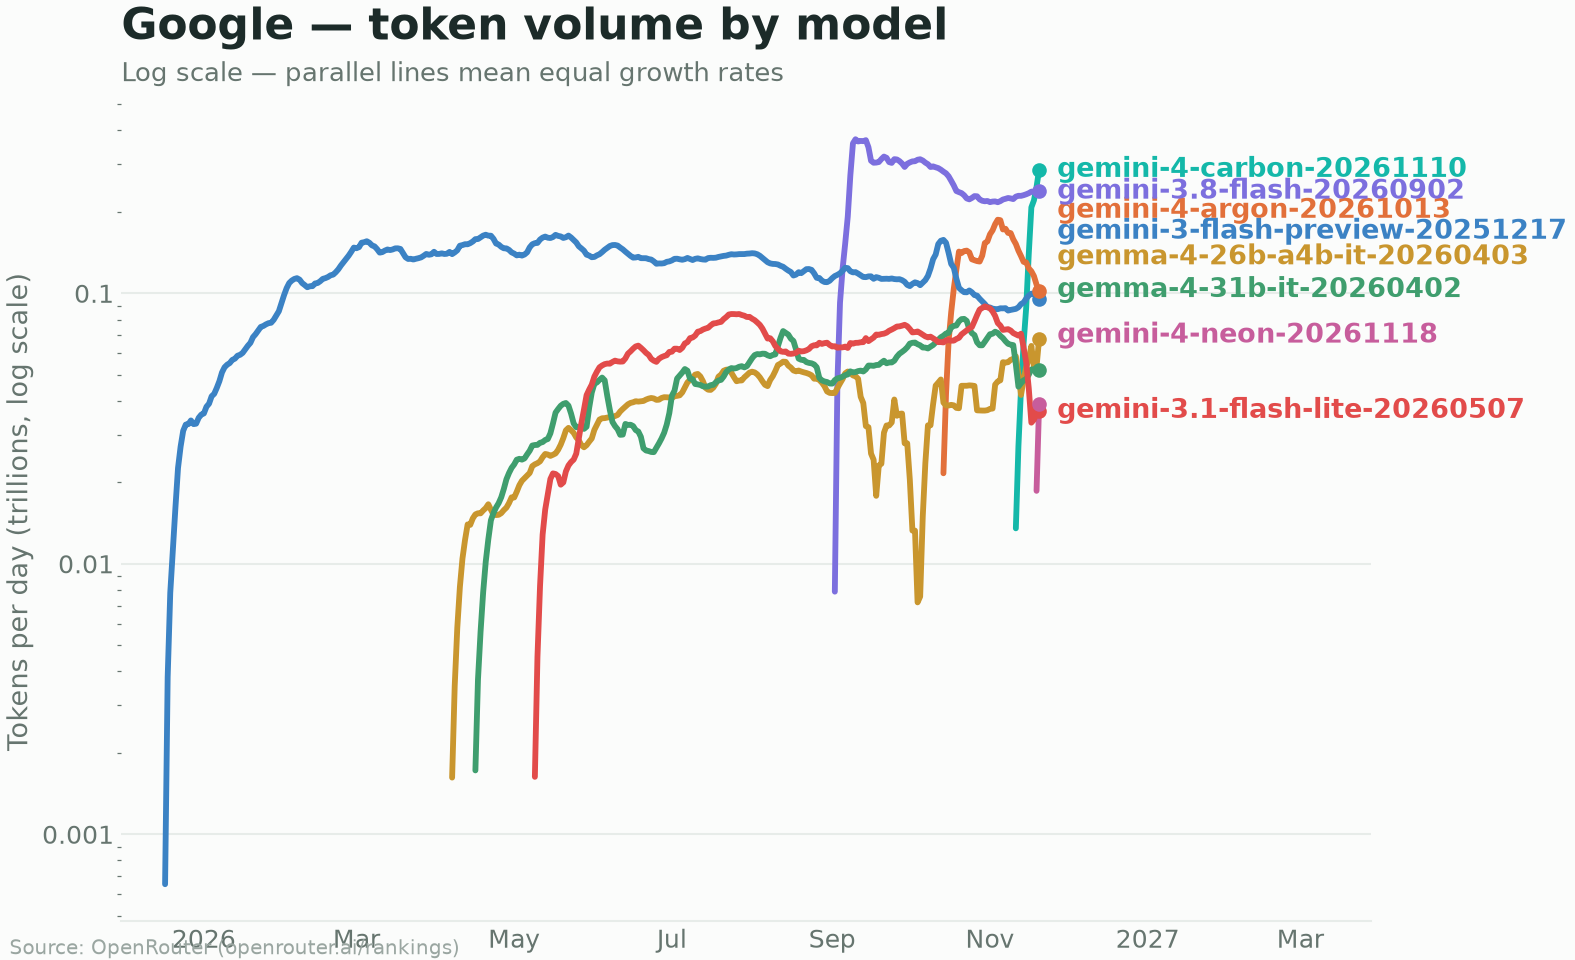 Google — token volume by model
Log scale — parallel lines mean equal growth rates
Tokens per day (trillions, log scale)
0.1
0.01
0.001
gemini-4-carbon-20261110
gemini-3.8-flash-20260902
gemini-4-argon-20261013
gemini-3-flash-preview-20251217
gemma-4-26b-a4b-it-20260403
gemma-4-31b-it-20260402
gemini-4-neon-20261118
gemini-3.1-flash-lite-20260507
2026 Mar May Jul Sep Nov 2027 Mar
Source: OpenRouter (openrouter.ai/rankings)